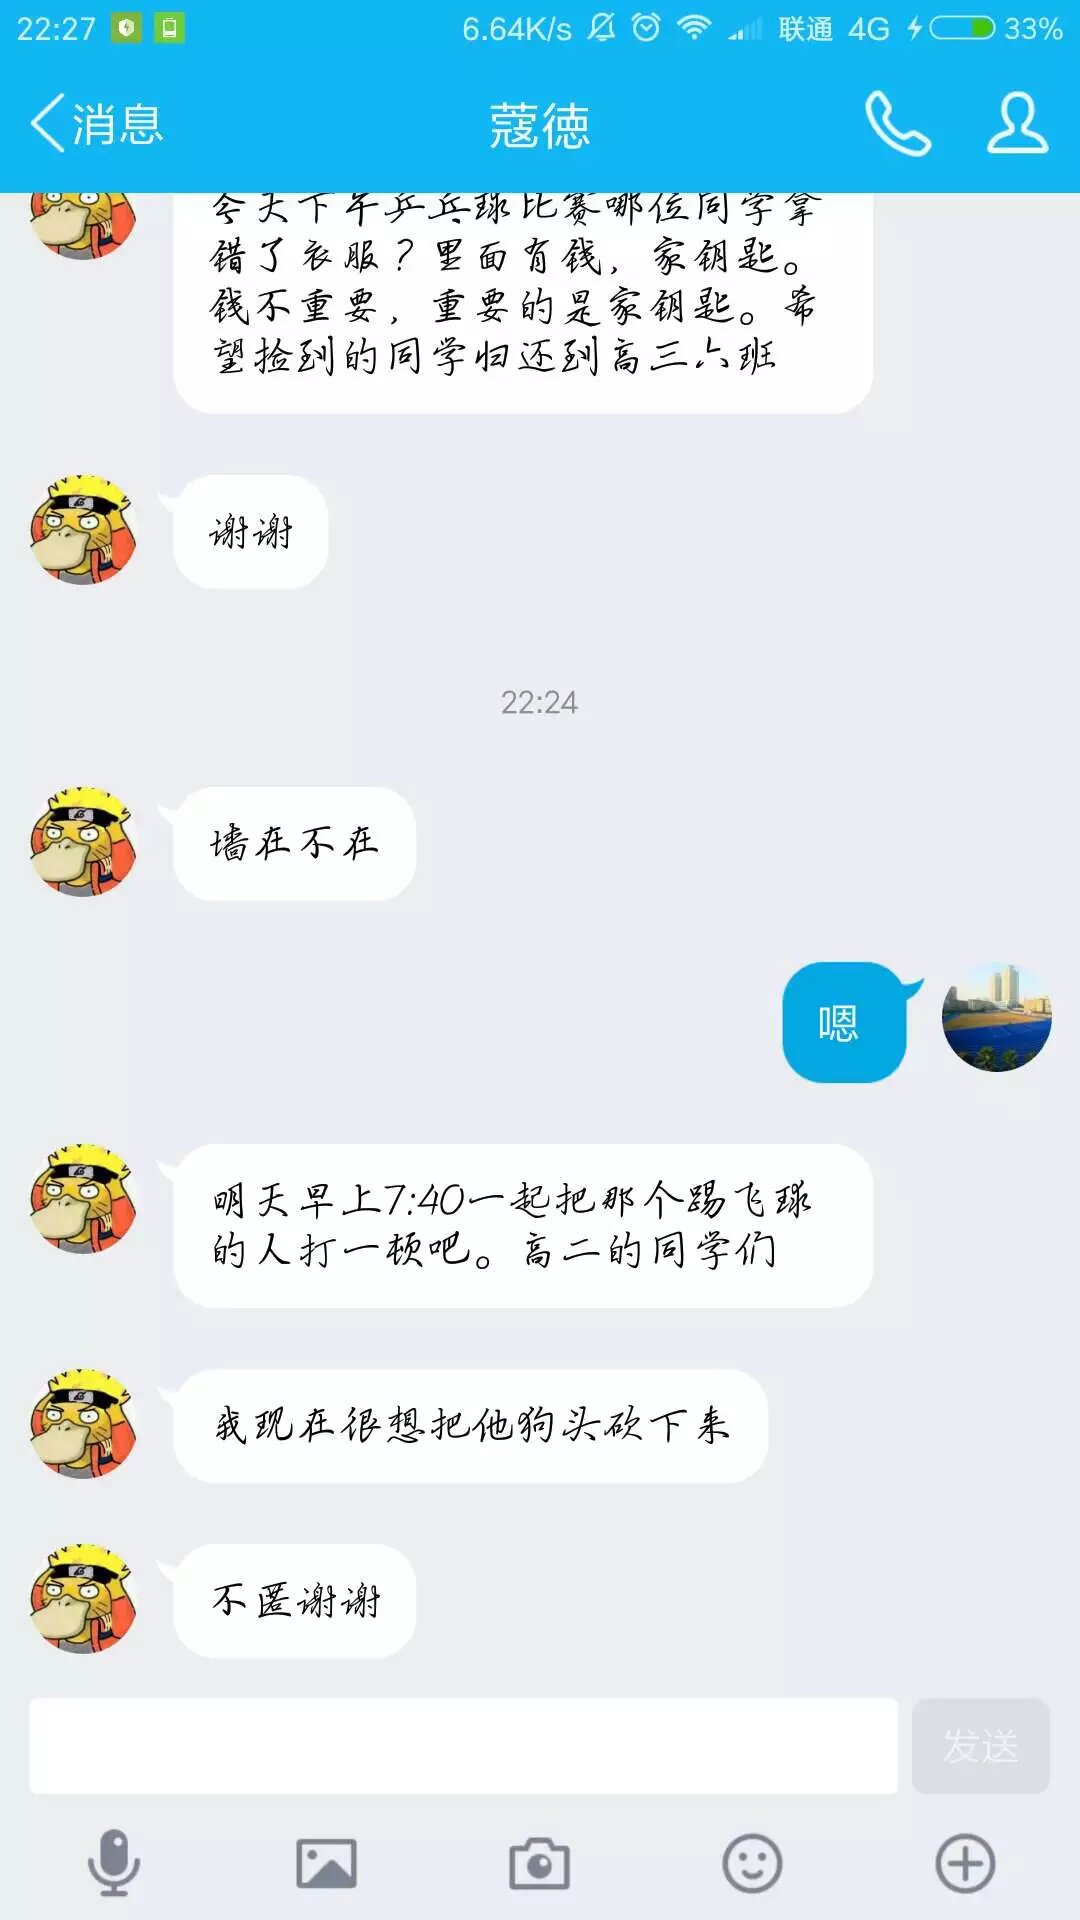 22:27
6.64K/s
联通 4G
33%
消息
蔻徳
今天下午乒乓球比赛哪位同学拿
错了衣服？里面有钱，家钥匙。
钱不重要，重要的是家钥匙。希
望捡到的同学归还到高三六班
谢谢
22:24
墙在不在
嗯
明天早上7:40一起把那个踢飞球
的人打一顿吧。高二的同学们
我现在很想把他狗头砍下来
不匿谢谢
发送